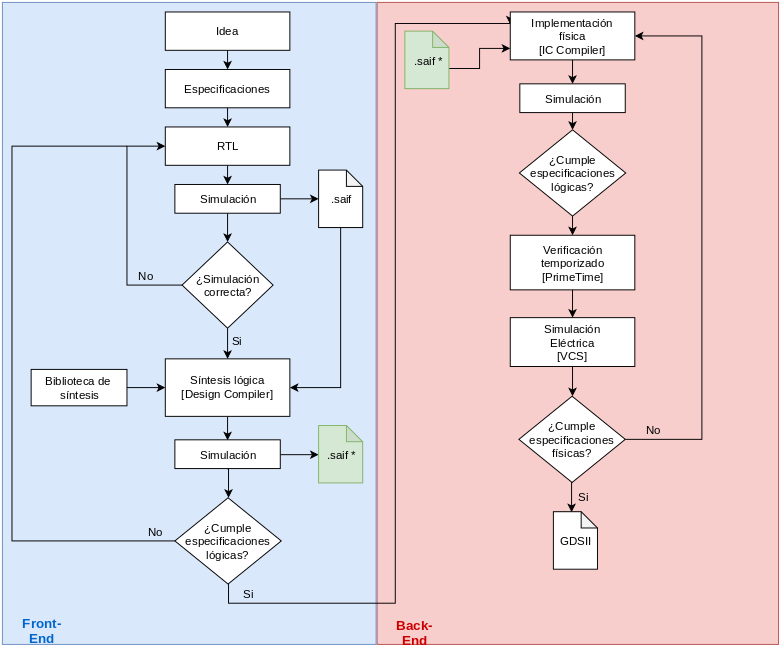 Idea
Especificaciones
RTL
Simulación
.saif
¿Simulación
correcta?
No
Si
Biblioteca de
síntesis
Síntesis lógica
[Design Compiler]
Simulación
.saif *
¿Cumple
especificaciones
lógicas?
No
Si
Front-
End
Implementación
física
[IC Compiler]
.saif *
Simulación
¿Cumple
especificaciones
lógicas?
Verificación
temporizado
[PrimeTime]
Simulación
Eléctrica
[VCS]
¿Cumple
especificaciones
físicas?
No
Si
GDSII
Back-
End